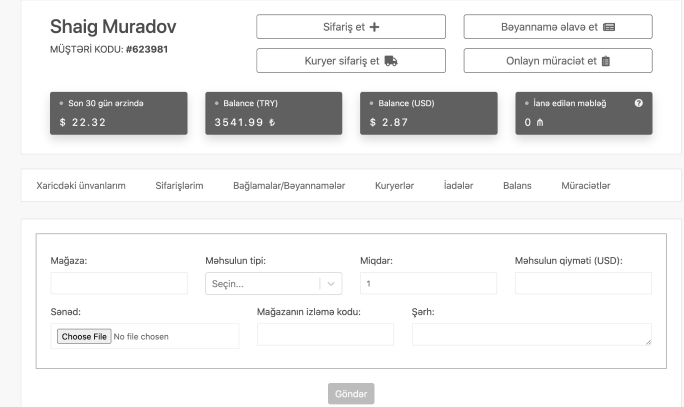 Shaig Muradov
MÜŞTƏRİ KODU: #623981
Sifariş et
Bəyannamə əlavə et
Kuryer sifariş et
Onlayn müraciət et
Son 30 gün ərzində
$ 22.32
Balance (TRY)
3541.99 ₺
Balance (USD)
$ 2.87
İanə edilən məbləğ
0 ₼
Xaricdəki ünvanlarım Sifarişlərim Bağlamalar/Bəyannamələr Kuryerlər İadələr Balans Müraciətlər
Mağaza: Məhsulun tipi: Miqdar: Məhsulun qiyməti (USD):
Seçin... 1
Sənəd: Mağazanın izləmə kodu: Şərh:
Choose File No file chosen
Göndər